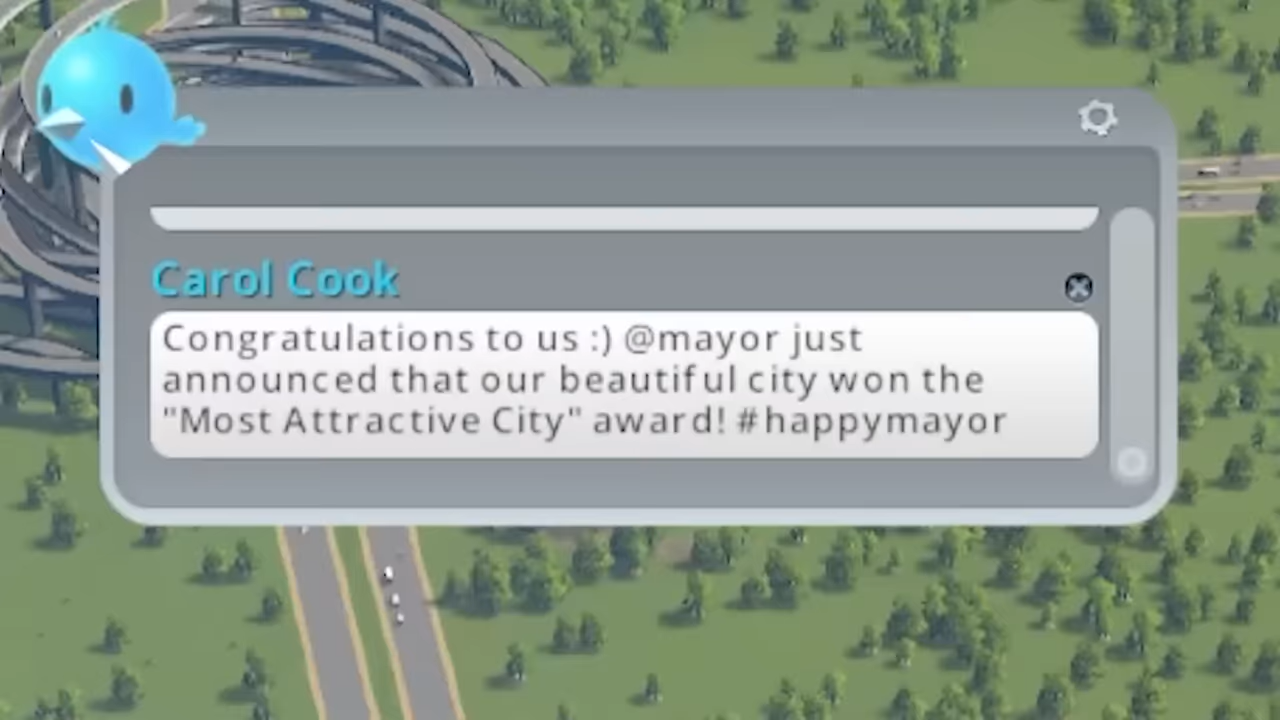 Carol Cook
Congratulations to us :) @mayor just
announced that our beautiful city won the
"Most Attractive City" award! #happymayor